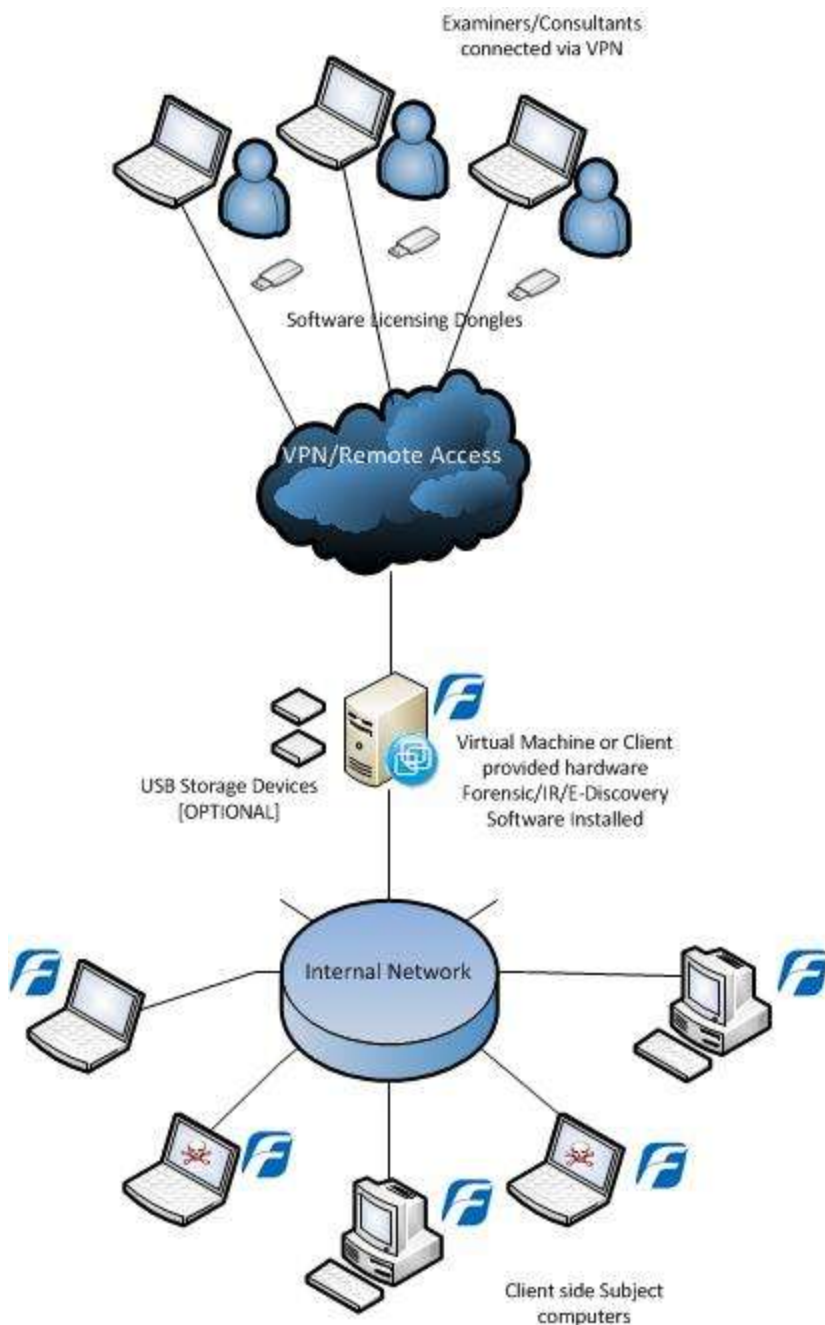 Examiners/Consultants
connected via VPN
Software Licensing Dongles
VPN/Remote Access
USB Storage Devices
[OPTIONAL]
Virtual Machine or Client
provided hardware
Forensic/IR/E-Discovery
Software Installed
Internal Network
Client side Subject
computers